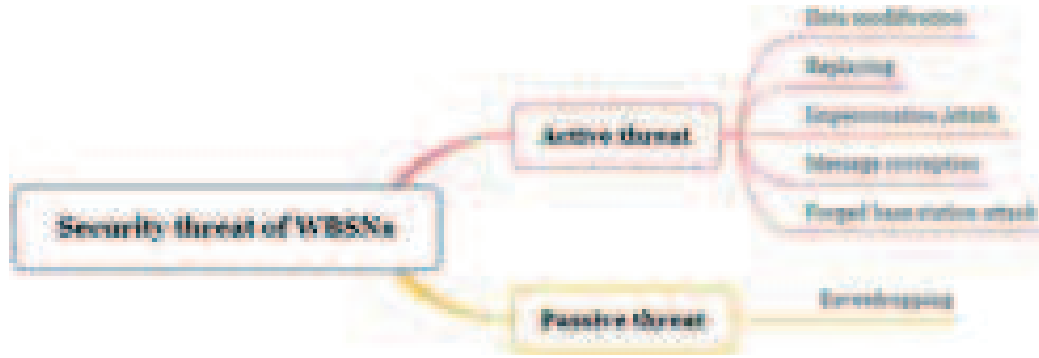 Data modification
Replaying
Impersonation Attack
Active threat
Message corruption
Forged base station attack
Security threat of WBSNs
Eavesdropping
Passive threat